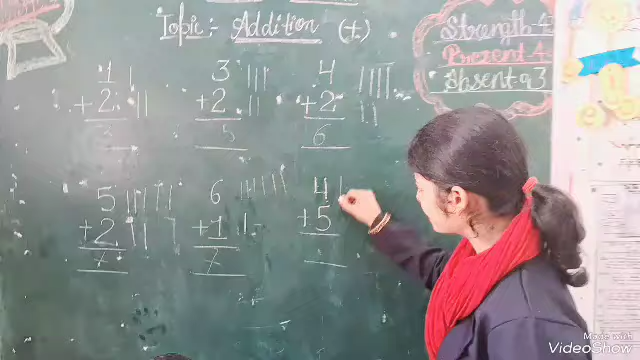 Topic:- Addition (+)
Strength 4
Present 4
Absent 3
1 3 4
+2 +2 +2
3 5 6
5 6 4
+2 +1 +5
7 7
Made with
VideoShow